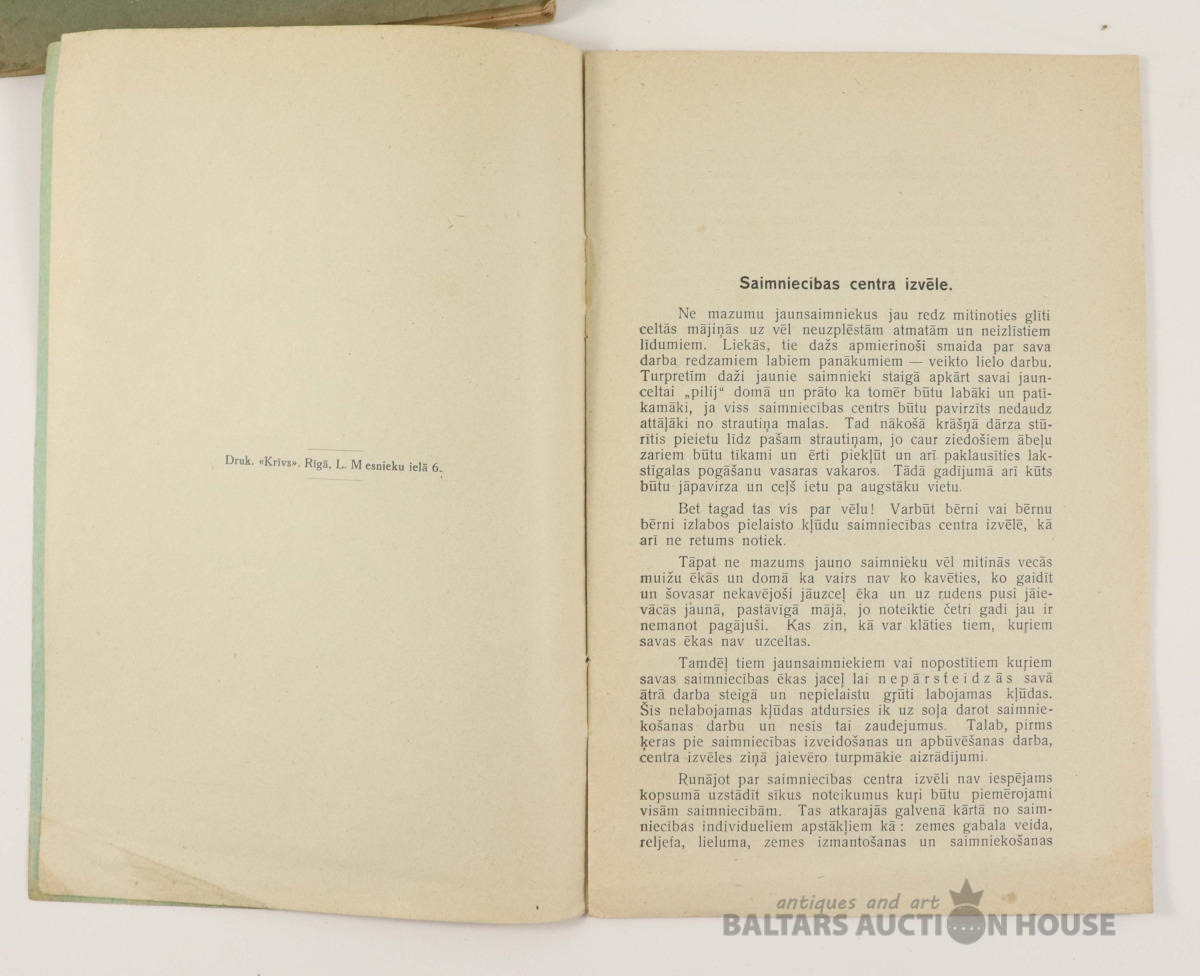 Druk. «Krīvs». Rīgā, L. M esnieku ielā 6.
Saimniecības centra izvēle.
Ne mazumu jaunsaimniekus jau redz mitinoties glīti
celtās mājiņās uz vēl neuzplēstām atmatām un neizlīstiem
līdumiem. Liekās, tie dažs apmierinoši smaida par sava
darba redzamiem labiem panākumiem — veikto lielo darbu.
Turpretīm daži jaunie saimnieki staigā apkārt savai jaun-
celtai „pilij“ domā un prāto ka tomēr būtu labāki un patī-
kamāki, ja viss saimniecības centrs būtu pavirzīts nedaudz
attāļāki no strautiņa malas. Tad nākošā krāšņā dārza stū-
rītis pieietu līdz pašam strautiņam, jo caur ziedošiem ābeļu
zariem būtu tīkami un ērti piekļūt un arī paklausīties lak-
stīgalas pogāšanu vasaras vakaros. Tādā gadījumā arī kūts
būtu jāpavirza un ceļš ietu pa augstāku vietu.
Bet tagad tas vis par vēlu! Varbūt bērni vai bērnu
bērni izlabos pielaisto kļūdu saimniecības centra izvēlē, kā
arī ne retums notiek.
Tāpat ne mazums jauno saimnieku vēl mitinās vecās
muižu ēkās un domā ka vairs nav ko kavēties, ko gaidīt
un šovasar nekavējoši jāuzceļ ēka un uz rudens pusi jāie-
vācās jaunā, pastāvīgā mājā, jo noteiktie četri gadi jau ir
nemanot pagājuši. Kas zin, kā var klāties tiem, kuŗiem
savas ēkas nav uzceltas.
Tamdēļ tiem jaunsaimniekiem vai nopostītiem kuŗiem
savas saimniecības ēkas jaceļ lai nepārsteidzās savā
ātrā darba steigā un nepielaistu grūti labojamas kļūdas.
Šīs nelabojamas kļūdas atdursies ik uz soļa darot saimnie-
košanas darbu un nesīs tai zaudejumus. Talab, pirms
ķeras pie saimniecības izveidošanas un apbūvēšanas darba,
centra izvēles ziņā jaievēro turpmākie aizrādījumi.
Runājot par saimniecības centra izvēli nav iespējams
kopsumā uzstādīt sīkus noteikumus kuŗi būtu piemērojami
visām saimniecībām. Tas atkarajās galvenā kārtā no saim-
niecības individueliem apstākļiem kā: zemes gabala veida,
reljefa, lieluma, zemes izmantošanas un saimniekošanas
antiques and art
BALTARS AUCTION HOUSE